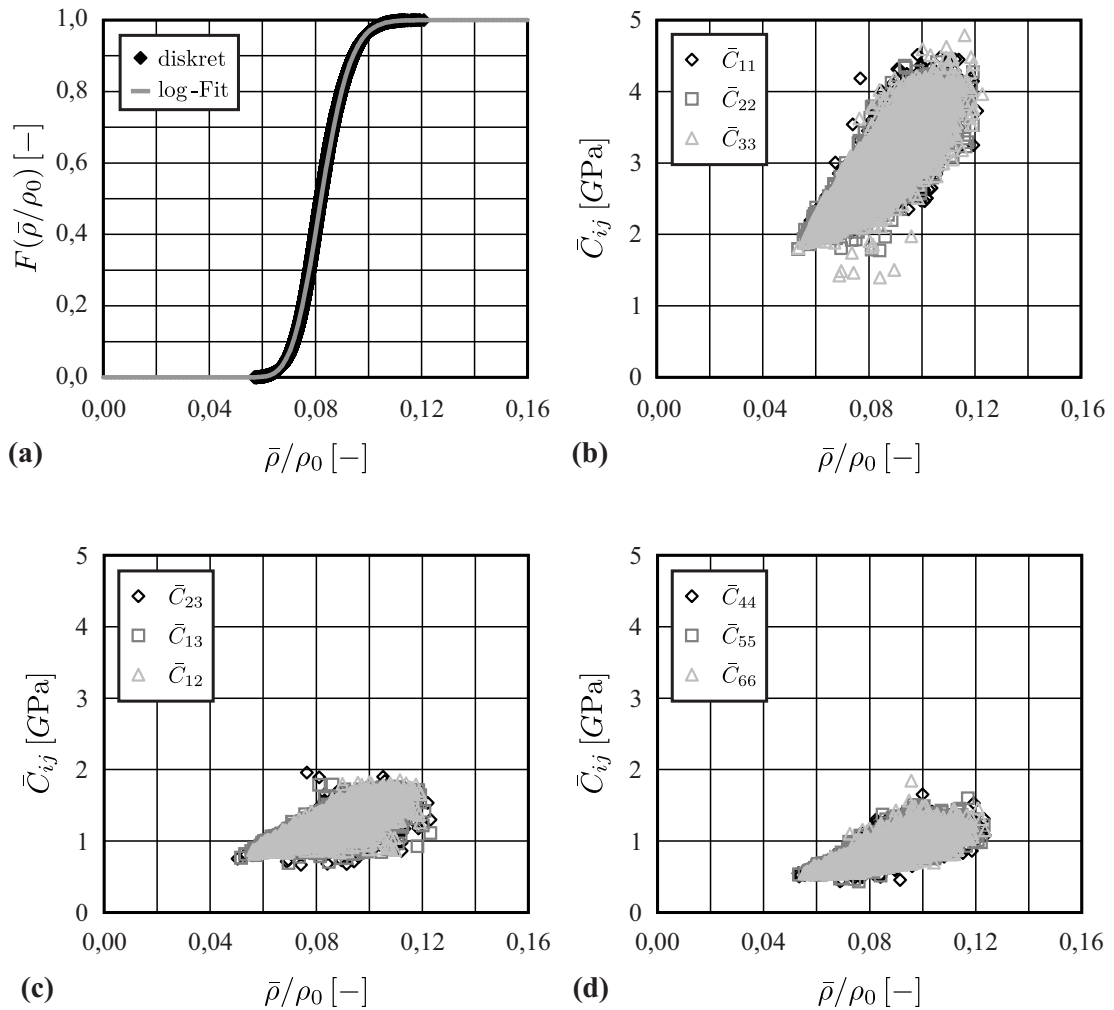 1,0
0,8
0,6
0,4
0,2
0,0
F(ρ̄/ρ₀) [−]
diskret
log-Fit
0,00 0,04 0,08 0,12 0,16
ρ̄/ρ₀ [−]
(a)
5
4
3
2
1
0
C̄ᵢⱼ [GPa]
C̄₁₁
C̄₂₂
C̄₃₃
0,00 0,04 0,08 0,12 0,16
ρ̄/ρ₀ [−]
(b)
5
4
3
2
1
0
C̄ᵢⱼ [GPa]
C̄₂₃
C̄₁₃
C̄₁₂
0,00 0,04 0,08 0,12 0,16
ρ̄/ρ₀ [−]
(c)
5
4
3
2
1
0
C̄ᵢⱼ [GPa]
C̄₄₄
C̄₅₅
C̄₆₆
0,00 0,04 0,08 0,12 0,16
ρ̄/ρ₀ [−]
(d)